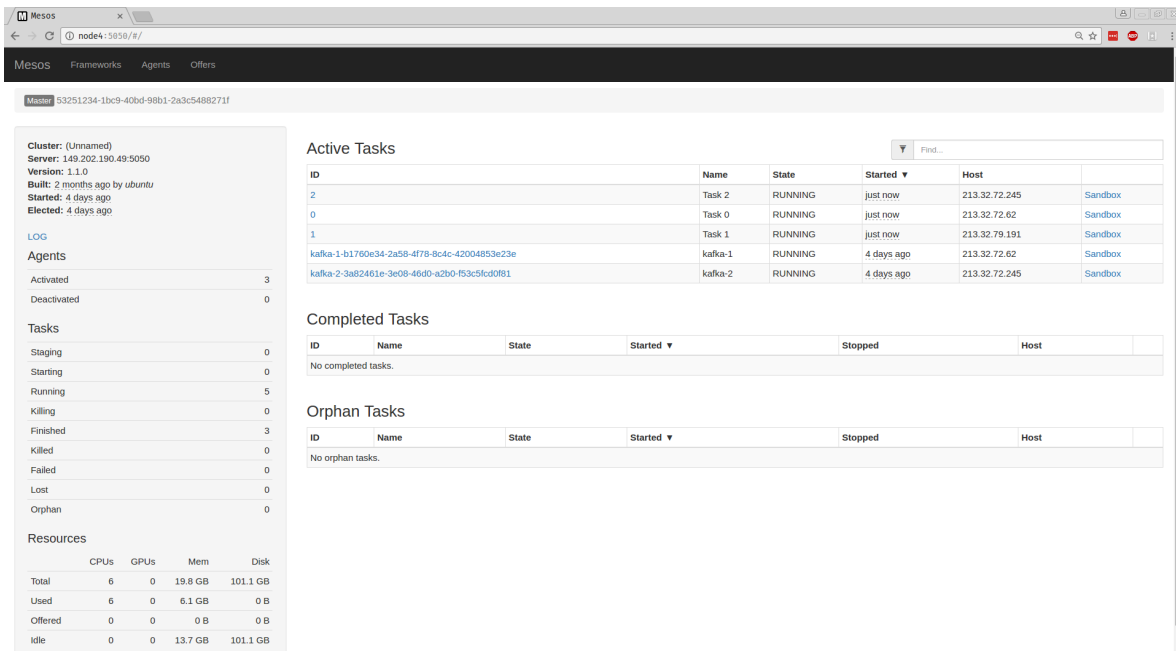 Mesos
node4:5050/#/
Mesos Frameworks Agents Offers
Master 53251234-1bc9-40bd-98b1-2a3c5488271f
Cluster: (Unnamed)
Server: 149.202.190.49:5050
Version: 1.1.0
Built: 2 months ago by ubuntu
Started: 4 days ago
Elected: 4 days ago
LOG
Agents
Activated 3
Deactivated 0
Tasks
Staging 0
Starting 0
Running 5
Killing 0
Finished 3
Killed 0
Failed 0
Lost 0
Orphan 0
Resources
CPUs GPUs Mem Disk
Total 6 0 19.8 GB 101.1 GB
Used 6 0 6.1 GB 0 B
Offered 0 0 0 B 0 B
Idle 0 0 13.7 GB 101.1 GB
Active Tasks
Find...
ID Name State Started ▼ Host
2 Task 2 RUNNING just now 213.32.72.245 Sandbox
0 Task 0 RUNNING just now 213.32.72.62 Sandbox
1 Task 1 RUNNING just now 213.32.79.191 Sandbox
kafka-1-b1760e34-2a58-4f78-8c4c-42004853e23e kafka-1 RUNNING 4 days ago 213.32.72.62 Sandbox
kafka-2-3a82461e-3e08-46d0-a2b0-f53c5fcd0f81 kafka-2 RUNNING 4 days ago 213.32.72.245 Sandbox
Completed Tasks
ID Name State Started ▼ Stopped Host
No completed tasks.
Orphan Tasks
ID Name State Started ▼ Stopped Host
No orphan tasks.